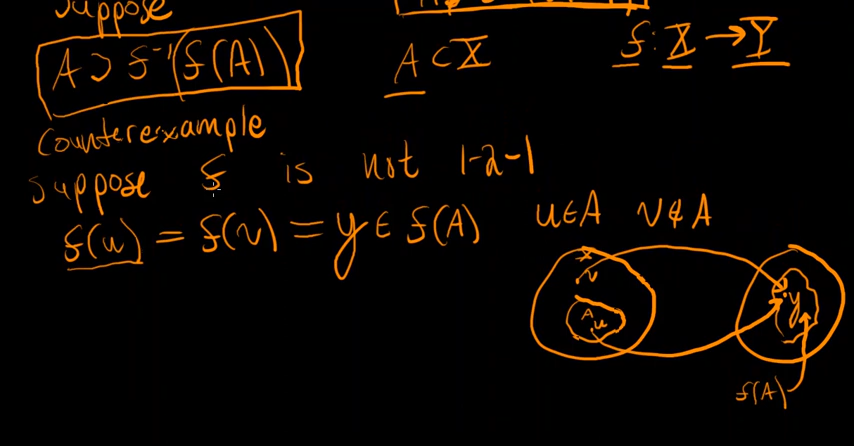 suppose
A ⊃ f⁻¹(f(A))
A ⊂ X
f: X → Y
Counterexample
suppose f is not 1-2-1
f(u) = f(v) = y ∈ f(A)
u ∈ A v ∉ A
X
v
A u
y
f(A)